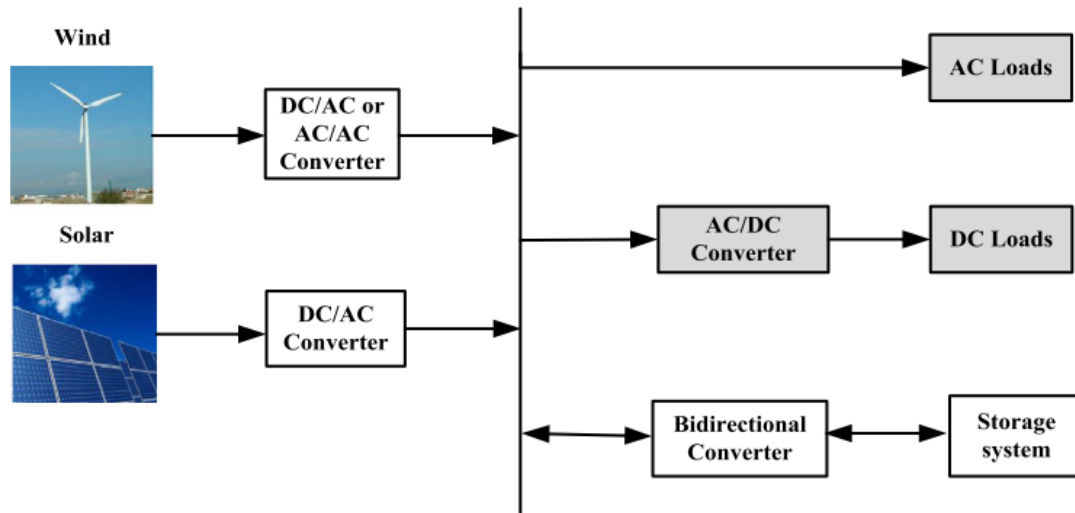 Wind
DC/AC or
AC/AC
Converter
AC Loads
Solar
AC/DC
Converter
DC Loads
DC/AC
Converter
Bidirectional
Converter
Storage
system